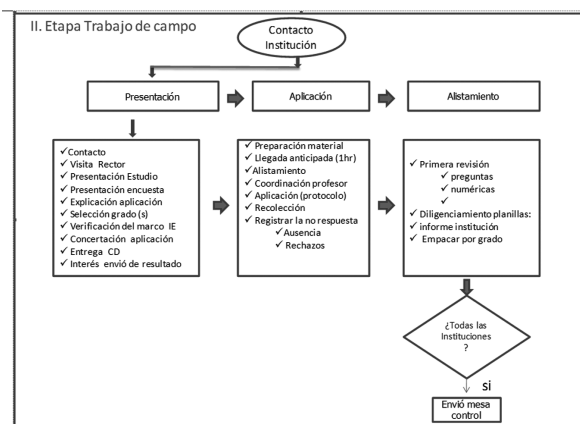 II. Etapa Trabajo de campo
Contacto
Institución
Presentación
Aplicación
Alistamiento
✓Contacto
✓Visita Rector
✓Presentación Estudio
✓Presentación encuesta
✓Explicación aplicación
✓Selección grado (s)
✓Verificación del marco IE
✓Concertación aplicación
✓Entrega CD
✓Interés envió de resultado
✓Preparación material
✓Llegada anticipada (1hr)
✓Alistamiento
✓Coordinación profesor
✓Aplicación (protocolo)
✓Recolección
✓Registrar la no respuesta
✓Ausencia
✓Rechazos
✓Primera revisión
✓preguntas
✓numéricas
✓
✓Diligenciamiento planillas:
✓informe institución
✓Empacar por grado
¿Todas las
Instituciones
?
si
Envió mesa
control